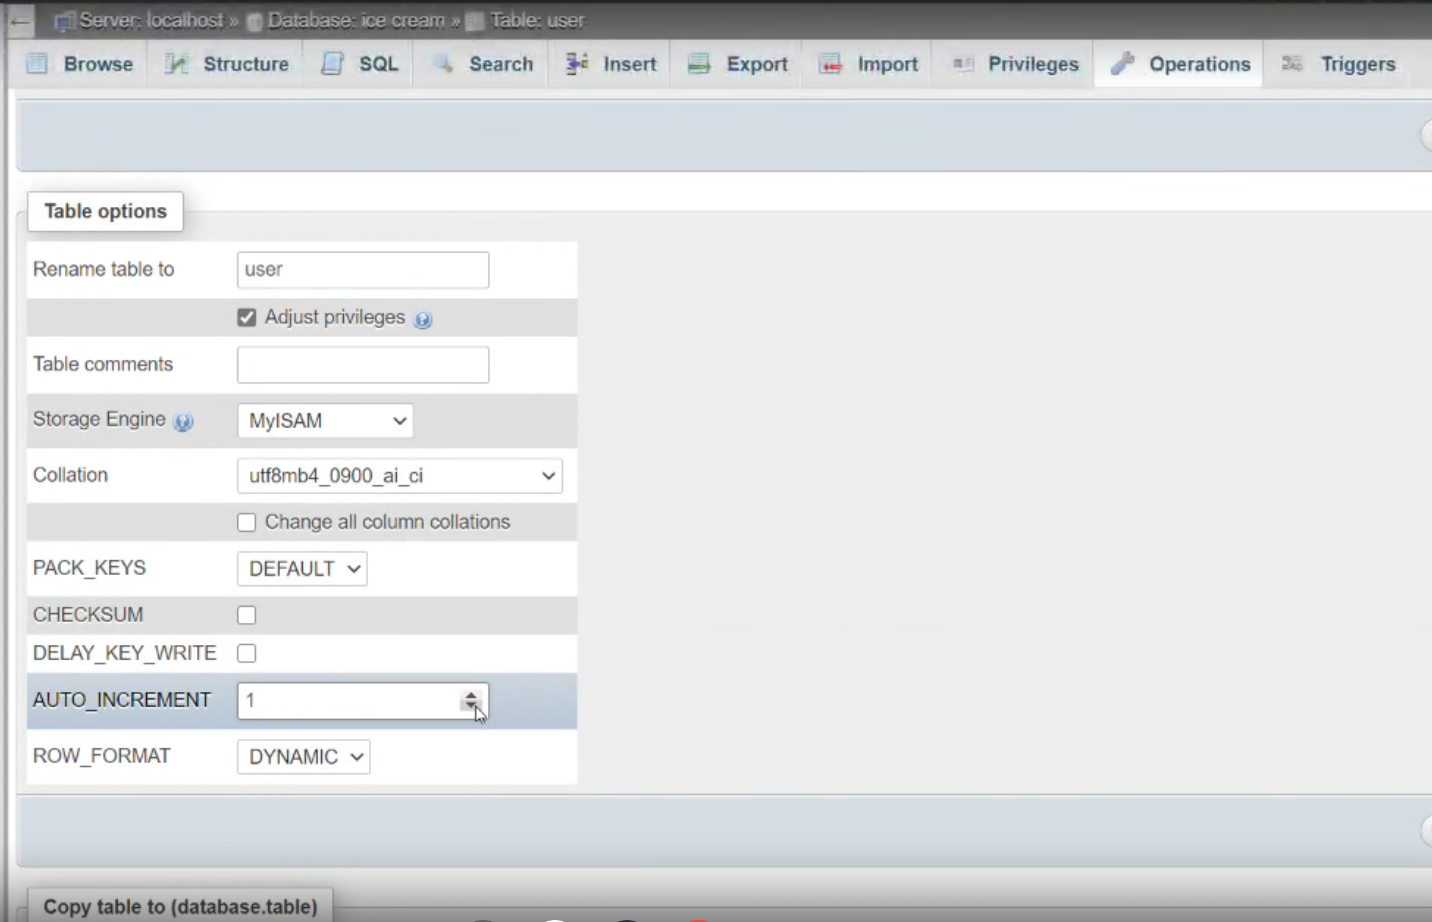 Server: localhost » Database: ice cream » Table: user
Browse Structure SQL Search Insert Export Import Privileges Operations Triggers
Table options
Rename table to user
Adjust privileges
Table comments
Storage Engine MyISAM
Collation utf8mb4_0900_ai_ci
Change all column collations
PACK_KEYS DEFAULT
CHECKSUM
DELAY_KEY_WRITE
AUTO_INCREMENT 1
ROW_FORMAT DYNAMIC
Copy table to (database.table)